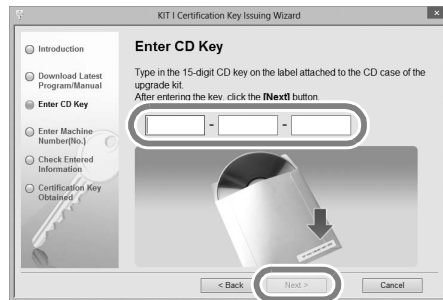 KIT I Certification Key Issuing Wizard
Introduction
Download Latest
Program/Manual
Enter CD Key
Enter Machine
Number(No.)
Check Entered
Information
Certification Key
Obtained
Enter CD Key
Type in the 15-digit CD key on the label attached to the CD case of the
upgrade kit.
After entering the key, click the [Next] button.
- -
< Back Next > Cancel